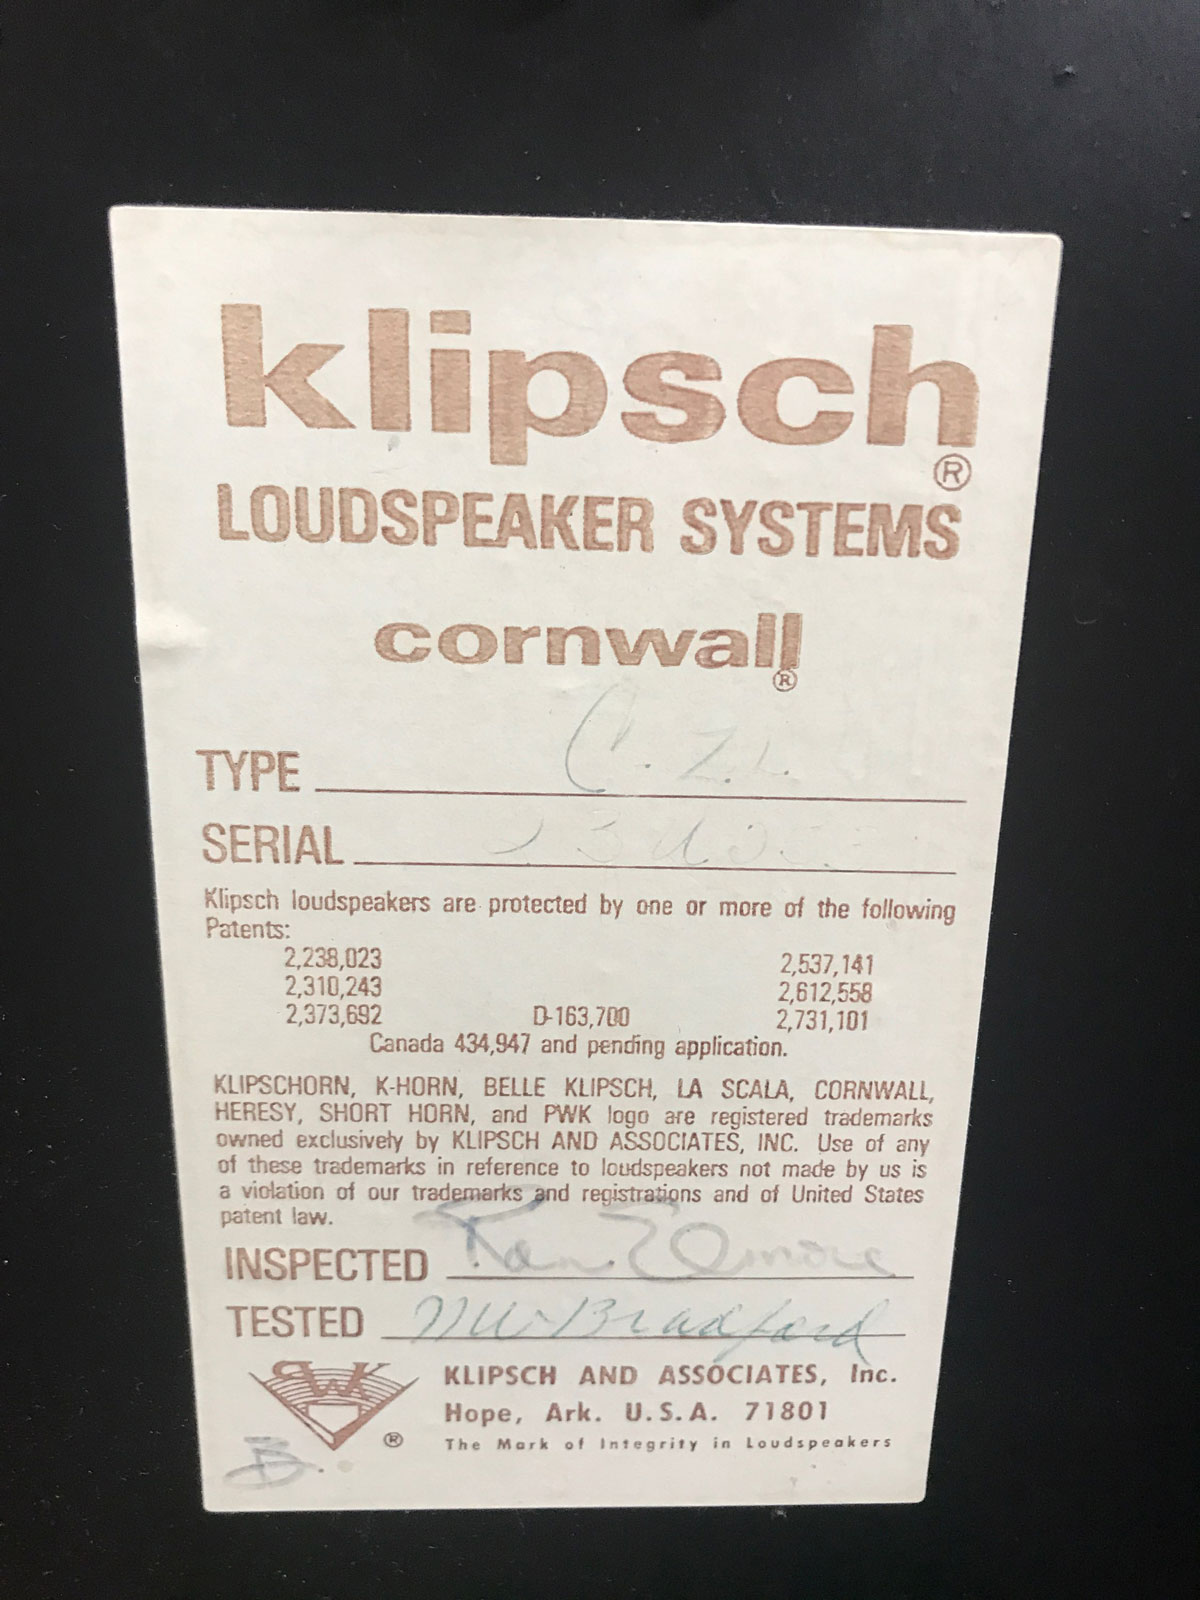 klipsch®
LOUDSPEAKER SYSTEMS
cornwall®
TYPE
SERIAL
Klipsch loudspeakers are protected by one or more of the following
Patents:
2,238,023 2,537,141
2,310,243 2,612,558
2,373,692 D-163,700 2,731,101
Canada 434,947 and pending application.
KLIPSCHORN, K-HORN, BELLE KLIPSCH, LA SCALA, CORNWALL,
HERESY, SHORT HORN, and PWK logo are registered trademarks
owned exclusively by KLIPSCH AND ASSOCIATES, INC. Use of any
of these trademarks in reference to loudspeakers not made by us is
a violation of our trademarks and registrations and of United States
patent law.
INSPECTED Ron Elmore
TESTED Bradford
PWK ® KLIPSCH AND ASSOCIATES, Inc.
Hope, Ark. U.S.A. 71801
The Mark of Integrity in Loudspeakers
B.